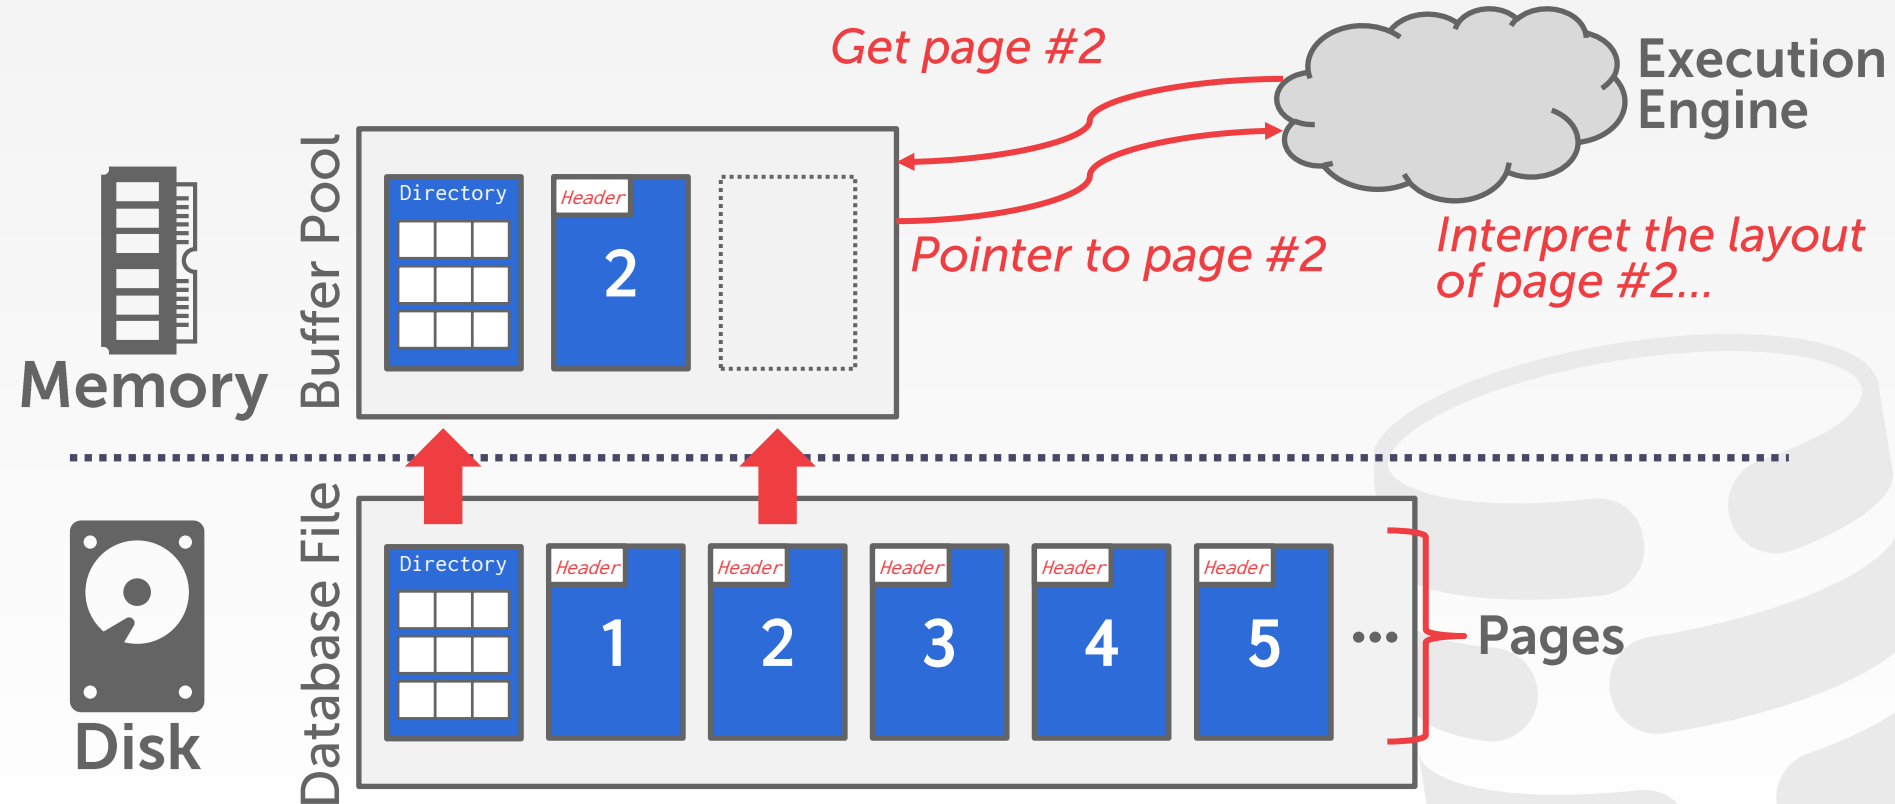 Get page #2
Execution
Engine
Buffer Pool
Directory
Header
2
Pointer to page #2
Interpret the layout
of page #2...
Memory
Database File
Directory
Header
1
Header
2
Header
3
Header
4
Header
5
...
Pages
Disk